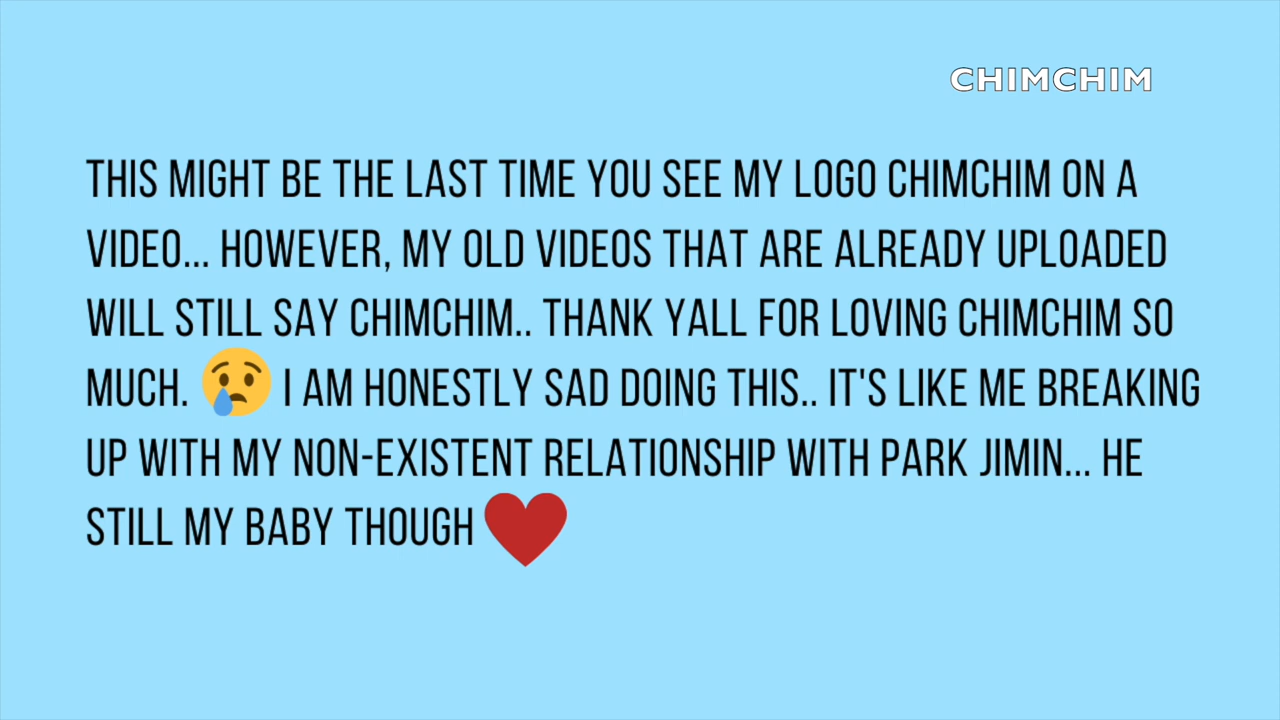 CHIMCHIM
THIS MIGHT BE THE LAST TIME YOU SEE MY LOGO CHIMCHIM ON A
VIDEO... HOWEVER, MY OLD VIDEOS THAT ARE ALREADY UPLOADED
WILL STILL SAY CHIMCHIM.. THANK YALL FOR LOVING CHIMCHIM SO
MUCH. 😢 I AM HONESTLY SAD DOING THIS.. IT'S LIKE ME BREAKING
UP WITH MY NON-EXISTENT RELATIONSHIP WITH PARK JIMIN... HE
STILL MY BABY THOUGH ❤️